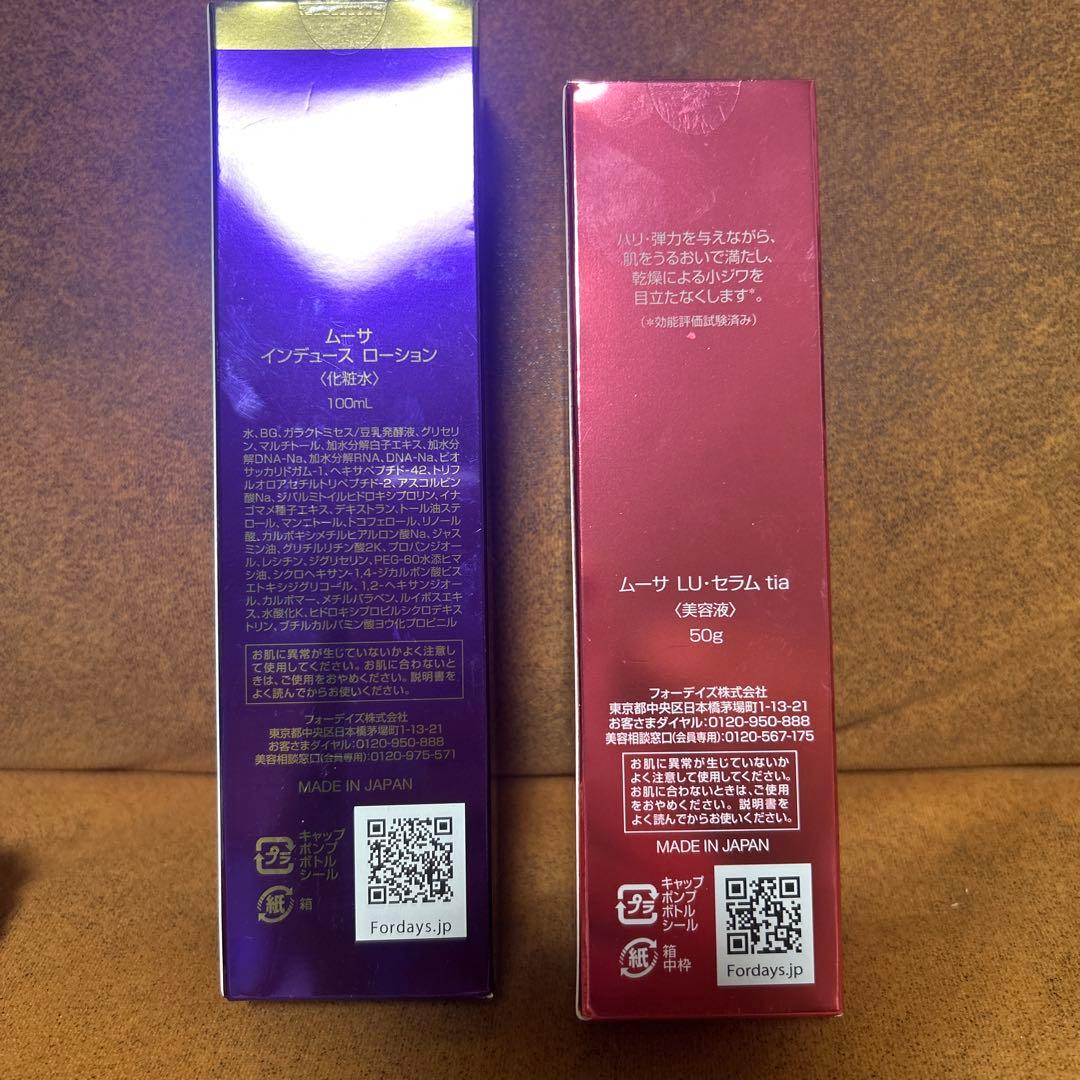 ムーサ
インデュース ローション
〈化粧水〉
100mL
水、BG、ガラクトミセス/豆乳発酵液、グリセリ
ン、マルチトール、加水分解白子エキス、加水分
解DNA-Na、加水分解RNA、DNA-Na、ビオ
サッカリドガム-1、ヘキサペプチド-42、トリフ
ルオロアセチルトリペプチド-2、アスコルビン
酸Na、ジパルミトイルヒドロキシプロリン、イナ
ゴマメ種子エキス、デキストラン、トール油ステ
ロール、マンニトール、トコフェロール、リノール
酸、カルボキシメチルヒアルロン酸Na、ジャス
ミン油、グリチルリチン酸2K、プロパンジオー
ル、レシチン、ジグリセリン、PEG-60水添ヒマ
シ油、シクロヘキサン-1,4-ジカルボン酸ビス
エトキシジグリコール、1,2-ヘキサンジオー
ル、カルボマー、メチルパラベン、ルイボスエキ
ス、水酸化K、ヒドロキシプロピルシクロデキス
トリン、ブチルカルバミン酸ヨウ化プロピニル
お肌に異常が生じていないかよく注意し
て使用してください。お肌に合わないと
きは、ご使用をおやめください。説明書を
よく読んでからお使いください。
フォーデイズ株式会社
東京都中央区日本橋茅場町1-13-21
お客さまダイヤル：0120-950-888
美容相談窓口(会員専用)：0120-975-571
MADE IN JAPAN
プラ
キャップ
ポンプ
ボトル
シール
紙
箱
Fordays.jp
ハリ・弾力を与えながら、
肌をうるおいで満たし、
乾燥による小ジワを
目立たなくします*。
(*効能評価試験済み)
ムーサ LU・セラム tia
〈美容液〉
50g
フォーデイズ株式会社
東京都中央区日本橋茅場町1-13-21
お客さまダイヤル：0120-950-888
美容相談窓口(会員専用)：0120-567-175
お肌に異常が生じていないか
よく注意して使用してください。
お肌に合わないときは、ご使用
をおやめください。説明書を
よく読んでからお使いください。
MADE IN JAPAN
プラ
キャップ
ポンプ
ボトル
シール
紙
箱
中枠
Fordays.jp